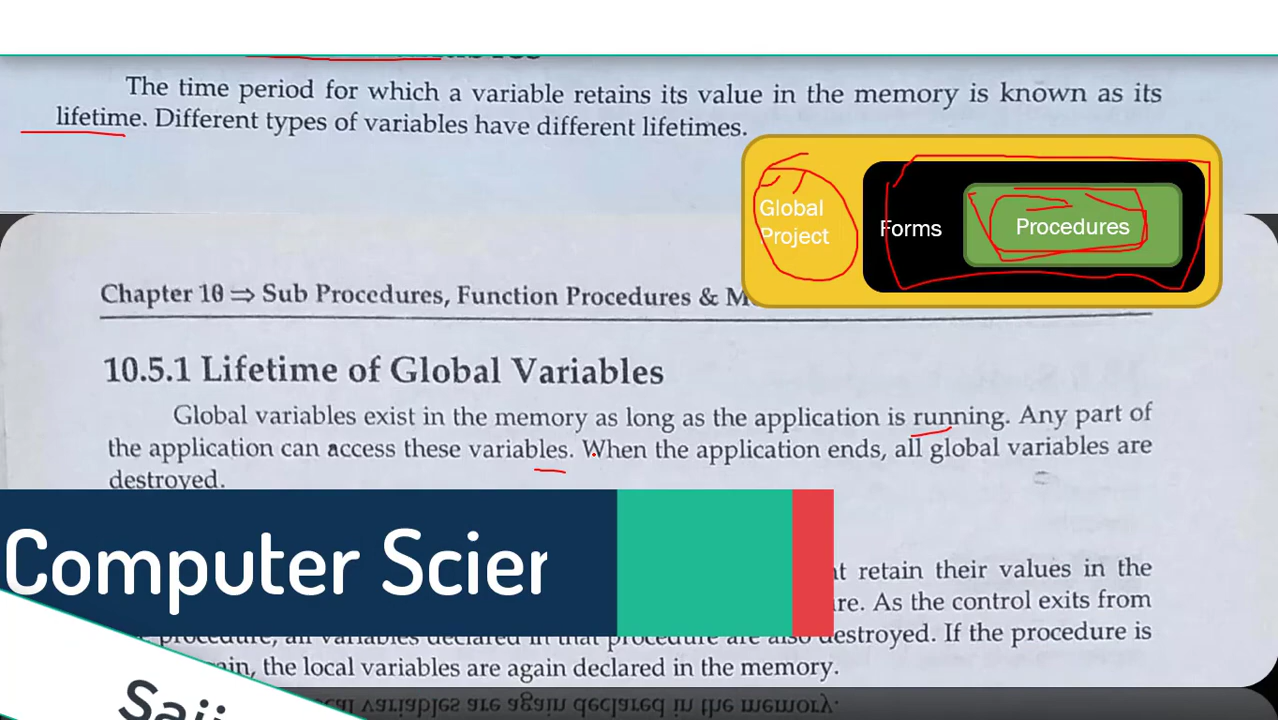 The time period for which a variable retains its value in the memory is known as its
lifetime. Different types of variables have different lifetimes.
Global
Project
Forms
Procedures
Chapter 10 ⇒ Sub Procedures, Function Procedures & M
10.5.1 Lifetime of Global Variables
Global variables exist in the memory as long as the application is running. Any part of
the application can access these variables. When the application ends, all global variables are
destroyed.
Computer Scien
retain their values in the
As the control exits from
procedure, all variables declared in that procedure are also destroyed. If the procedure is
the local variables are again declared in the memory.